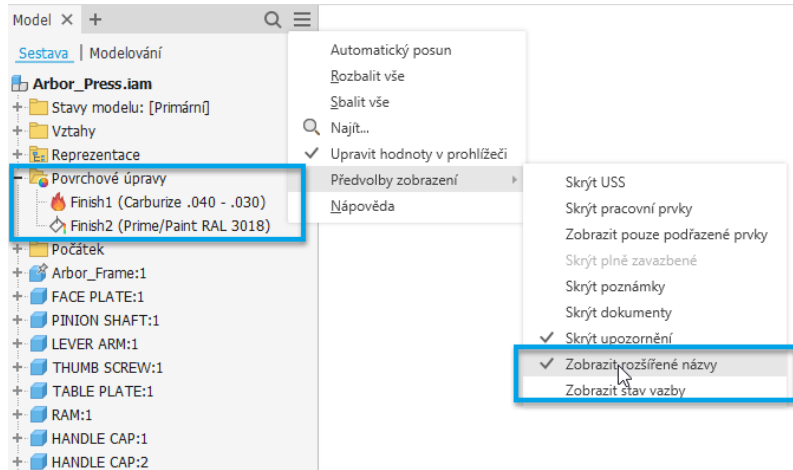 Model × +
Sestava | Modelování
Arbor_Press.iam
Stavy modelu: [Primární]
Vztahy
Reprezentace
Povrchové úpravy
Finish1 (Carburize .040 - .030)
Finish2 (Prime/Paint RAL 3018)
Počátek
Arbor_Frame:1
FACE PLATE:1
PINION SHAFT:1
LEVER ARM:1
THUMB SCREW:1
TABLE PLATE:1
RAM:1
HANDLE CAP:1
HANDLE CAP:2
Automatický posun
Rozbalit vše
Sbalit vše
Najít...
Upravit hodnoty v prohlížeči
Předvolby zobrazení
Nápověda
Skrýt USS
Skrýt pracovní prvky
Zobrazit pouze podřazené prvky
Skrýt plně zavazbené
Skrýt poznámky
Skrýt dokumenty
Skrýt upozornění
Zobrazit rozšířené názvy
Zobrazit stav vazby